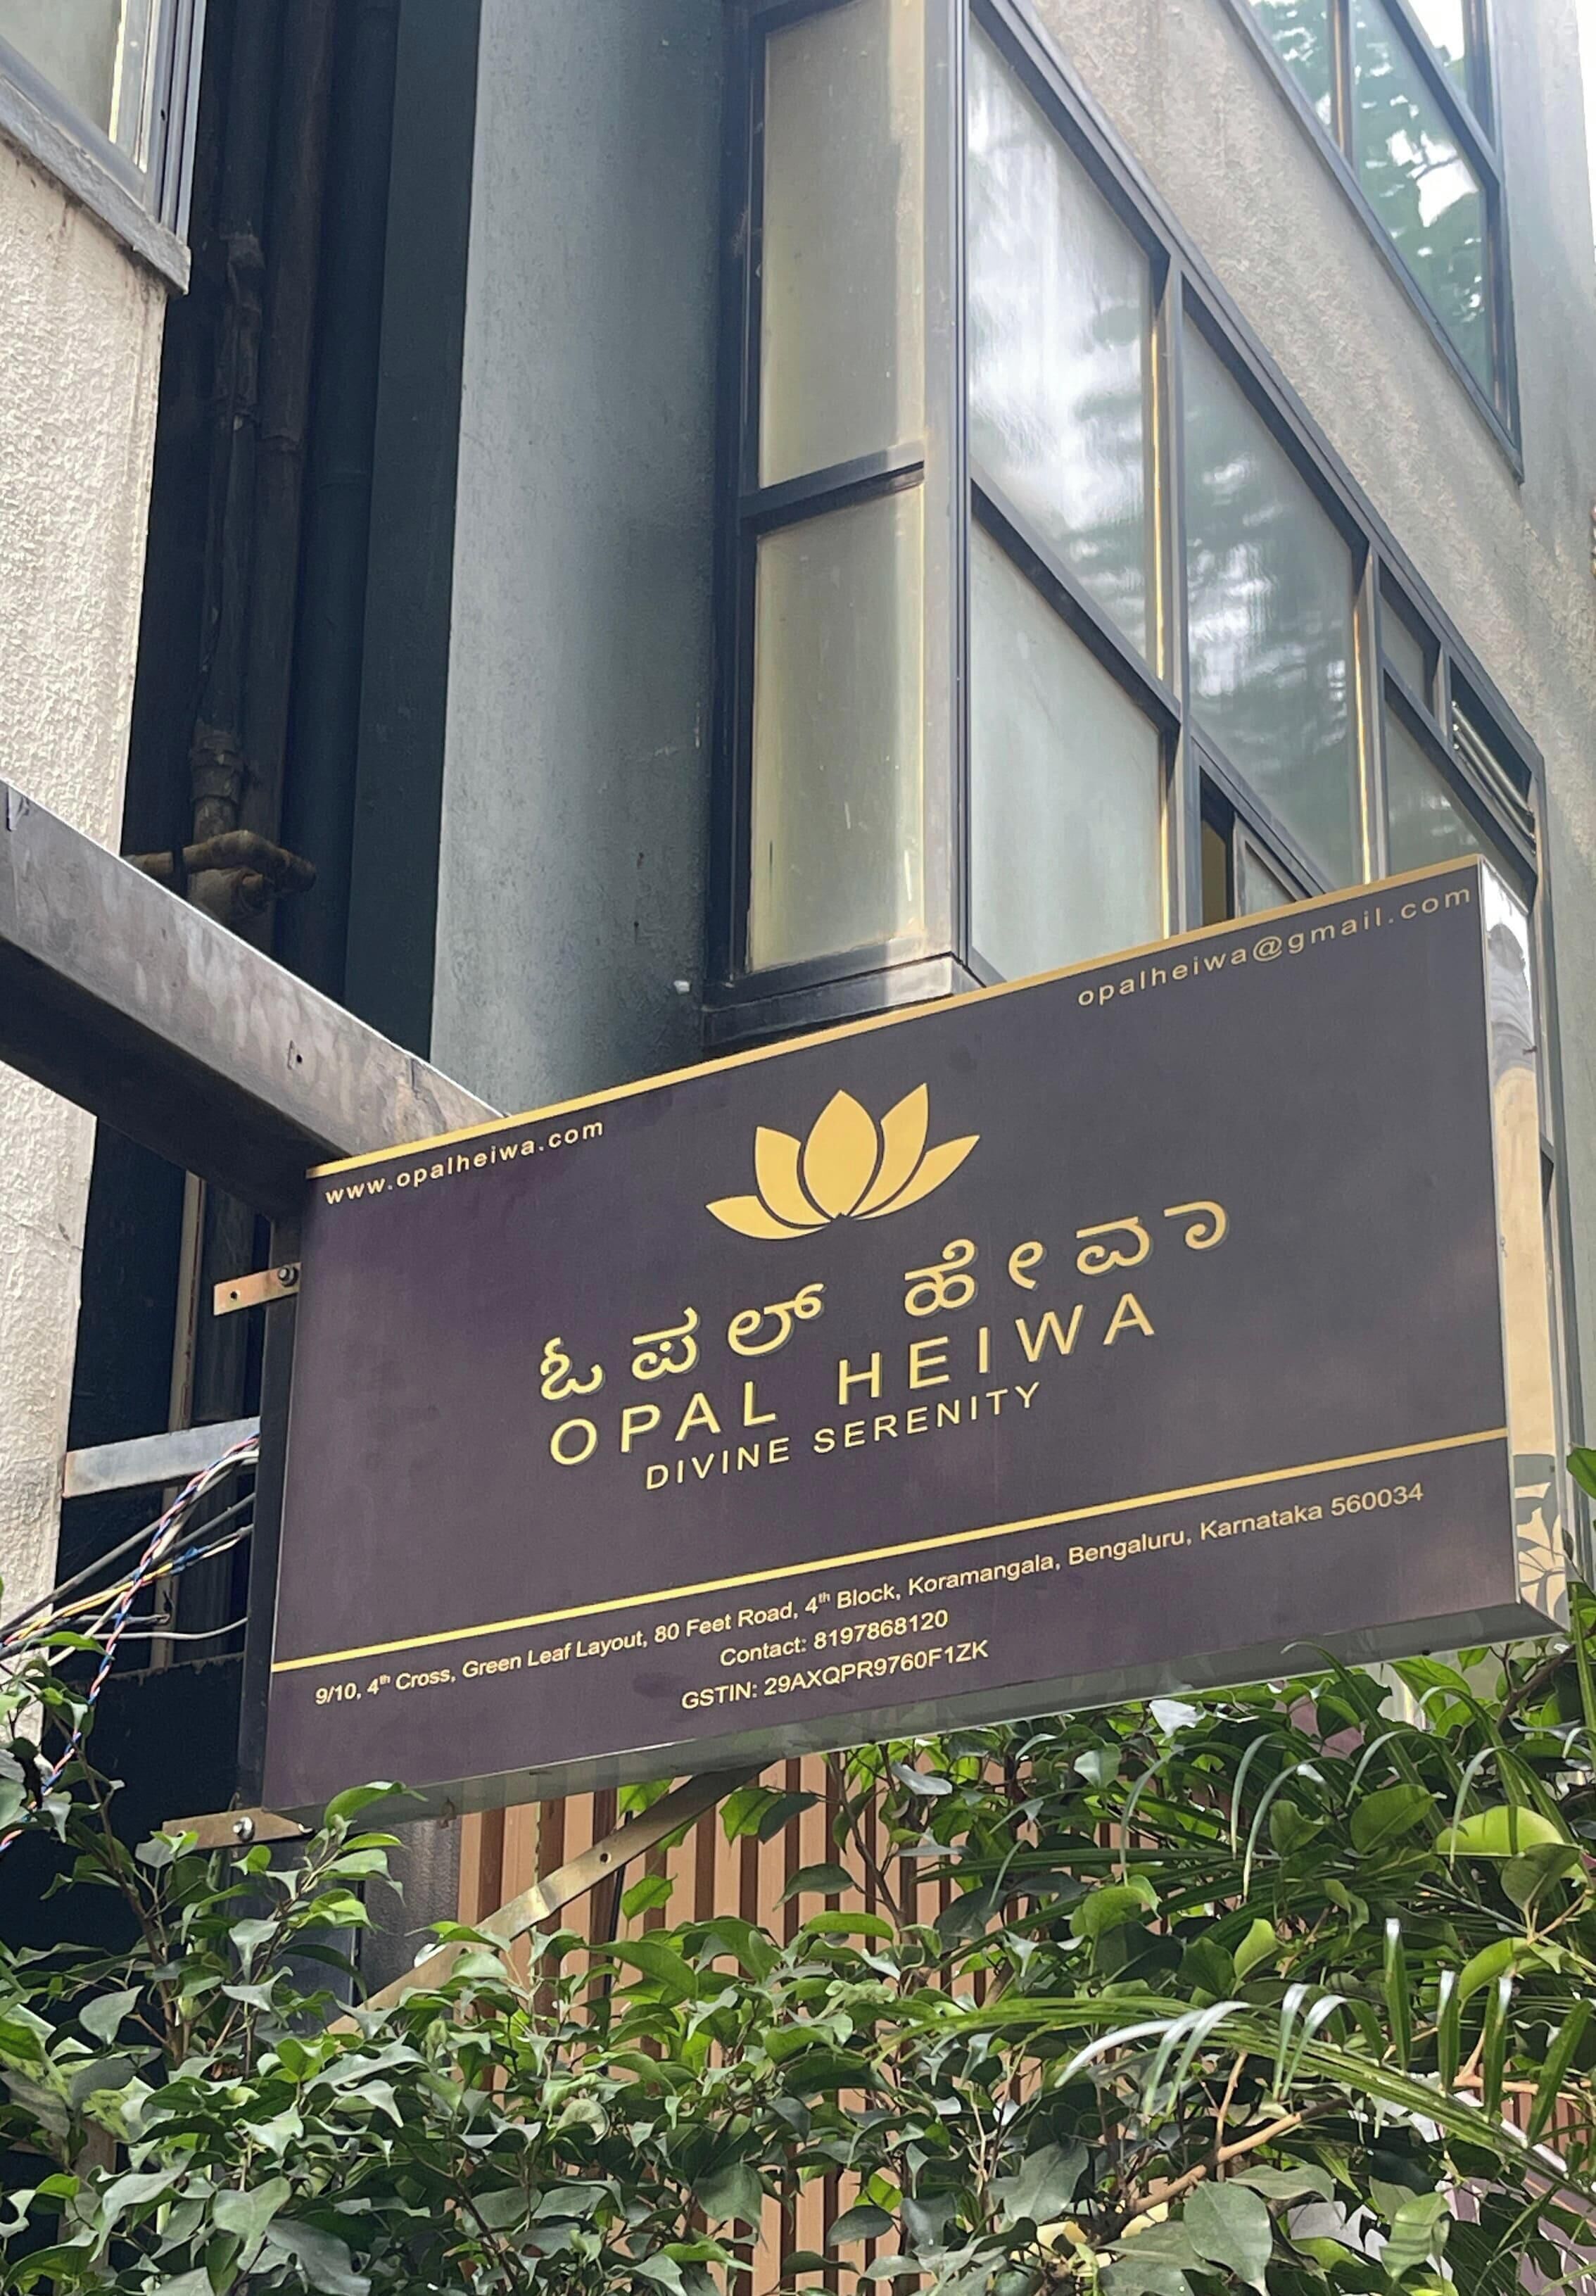 www.opalheiwa.com
opalheiwa@gmail.com
ಓಪಲ್ ಹೇವಾ
OPAL HEIWA
DIVINE SERENITY
9/10, 4th Cross, Green Leaf Layout, 80 Feet Road, 4th Block, Koramangala, Bengaluru, Karnataka 560034
Contact: 8197868120
GSTIN: 29AXQPR9760F1ZK